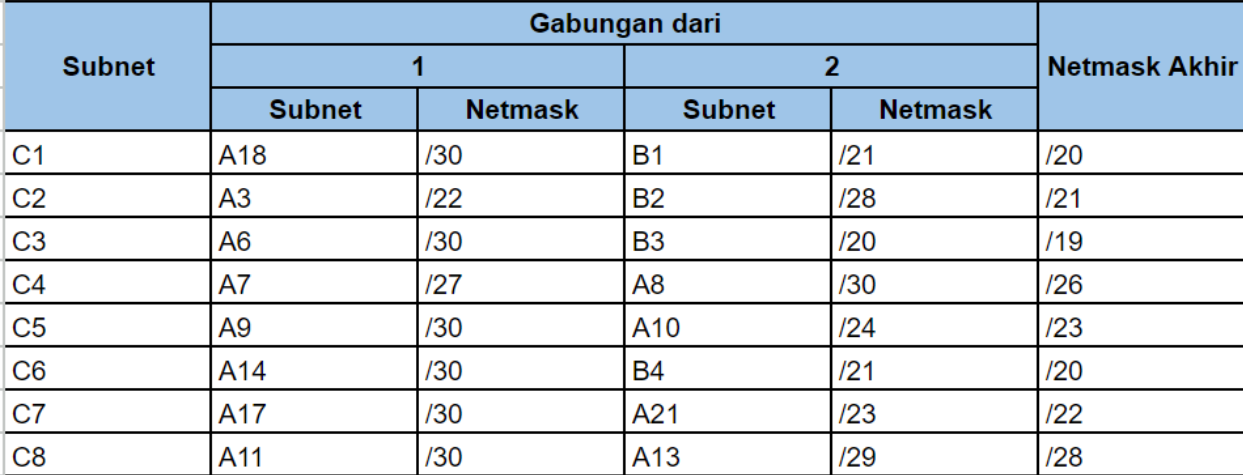 Gabungan dari
Subnet 1 2 Netmask Akhir
Subnet Netmask Subnet Netmask
C1 A18 /30 B1 /21 /20
C2 A3 /22 B2 /28 /21
C3 A6 /30 B3 /20 /19
C4 A7 /27 A8 /30 /26
C5 A9 /30 A10 /24 /23
C6 A14 /30 B4 /21 /20
C7 A17 /30 A21 /23 /22
C8 A11 /30 A13 /29 /28